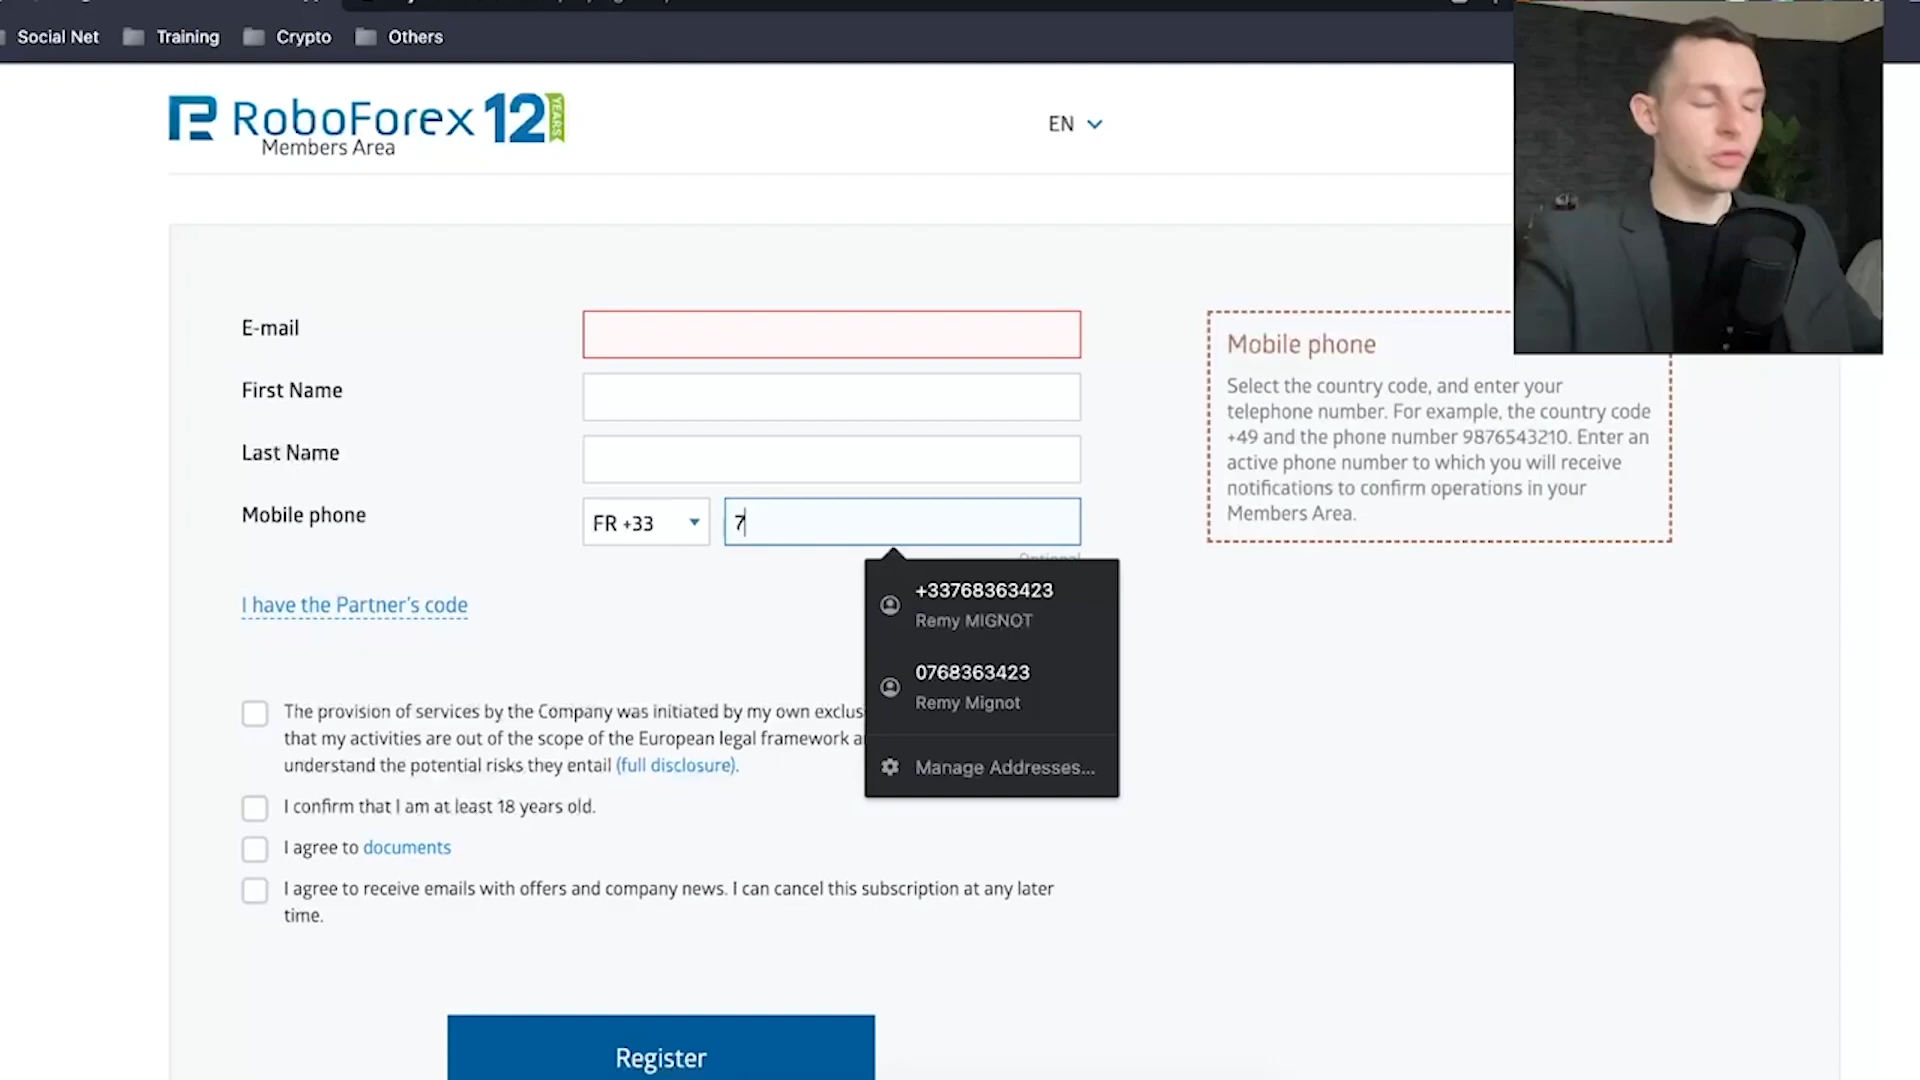 Social Net
Training
Crypto
Others
RoboForex 12 YEARS
Members Area
EN
E-mail
First Name
Last Name
Mobile phone
FR +33
7
Optional
Mobile phone
Select the country code, and enter your
telephone number. For example, the country code
+49 and the phone number 9876543210. Enter an
active phone number to which you will receive
notifications to confirm operations in your
Members Area.
+33768363423
Remy MIGNOT
0768363423
Remy Mignot
Manage Addresses...
I have the Partner's code
The provision of services by the Company was initiated by my own exclus
that my activities are out of the scope of the European legal framework a
understand the potential risks they entail (full disclosure).
I confirm that I am at least 18 years old.
I agree to documents
I agree to receive emails with offers and company news. I can cancel this subscription at any later
time.
Register